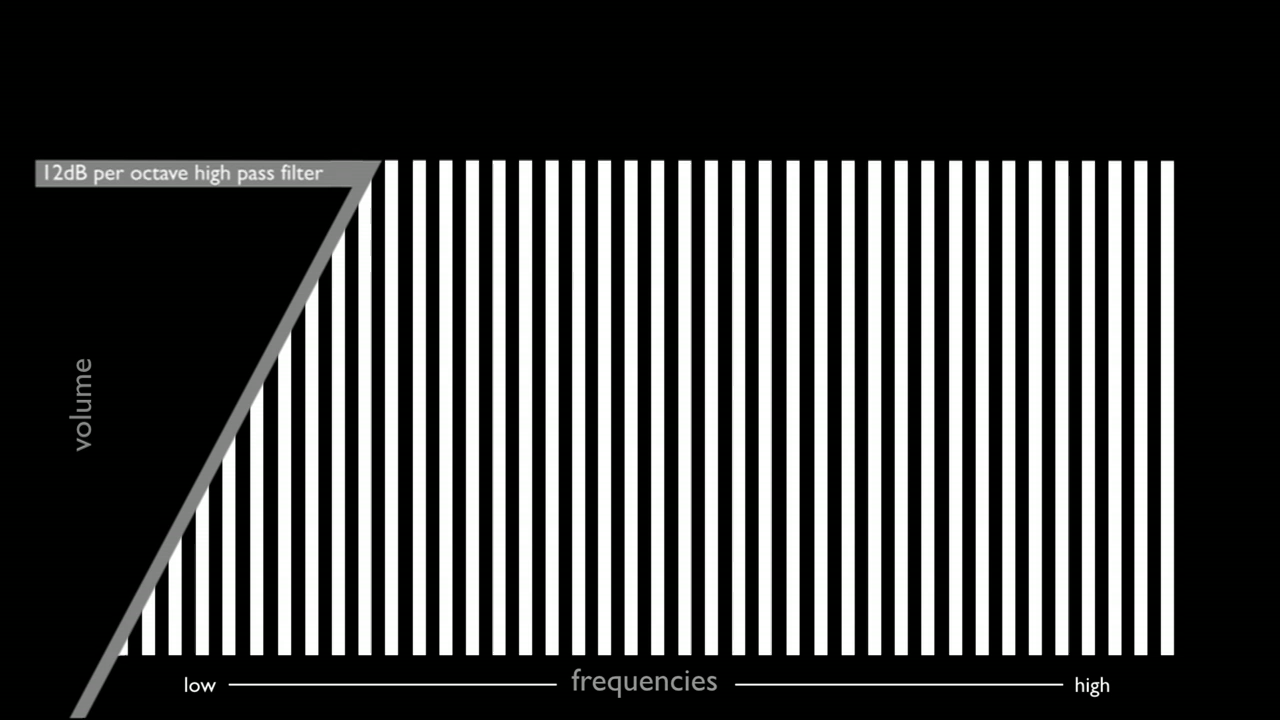 12dB per octave high pass filter
volume
low
frequencies
high